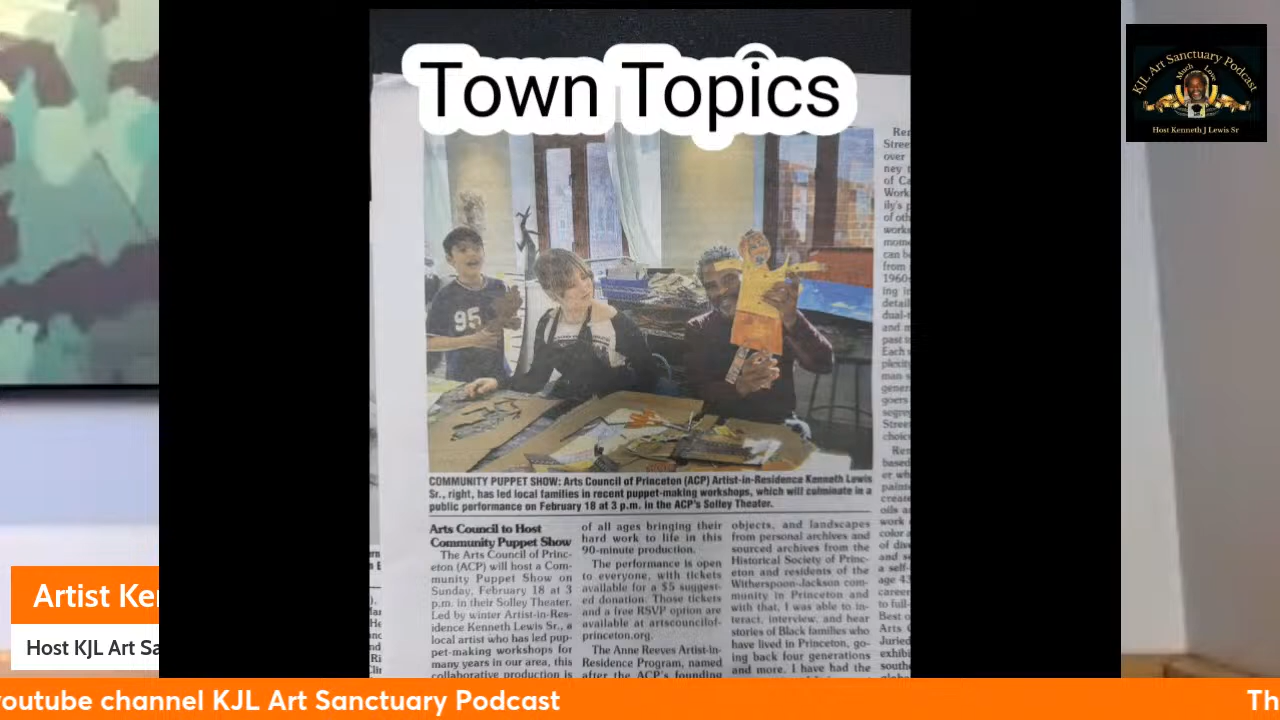 Town Topics
KJL Art Sanctuary Podcast
Much Love
Host Kenneth J Lewis Sr
95
COMMUNITY PUPPET SHOW: Arts Council of Princeton (ACP) Artist-in-Residence Kenneth Lewis
Sr., right, has led local families in recent puppet-making workshops, which will culminate in a
public performance on February 18 at 3 p.m. in the ACP's Solley Theater.
Arts Council to Host
Community Puppet Show
The Arts Council of Princ-
eton (ACP) will host a Com-
munity Puppet Show on
Sunday, February 18 at 3
p.m. in their Solley Theater.
Led by winter Artist-in-Res-
idence Kenneth Lewis Sr., a
local artist who has led pup-
pet-making workshops for
many years in our area, this
collaborative production is
of all ages bringing their
hard work to life in this
90-minute production.
The performance is open
to everyone, with tickets
available for a $5 suggest-
ed donation. Those tickets
and a free RSVP option are
available at artscouncilof-
princeton.org.
The Anne Reeves Artist-in-
Residence Program, named
after the ACP's founding
objects, and landscapes
from personal archives and
sourced archives from the
Historical Society of Princ-
eton and residents of the
Witherspoon-Jackson com-
munity in Princeton and
with that, I was able to in-
teract, interview, and hear
stories of Black families who
have lived in Princeton, go-
ing back four generations
and more. I have had the
Artist Ke
Host KJL Art Sa
youtube channel KJL Art Sanctuary Podcast
Th